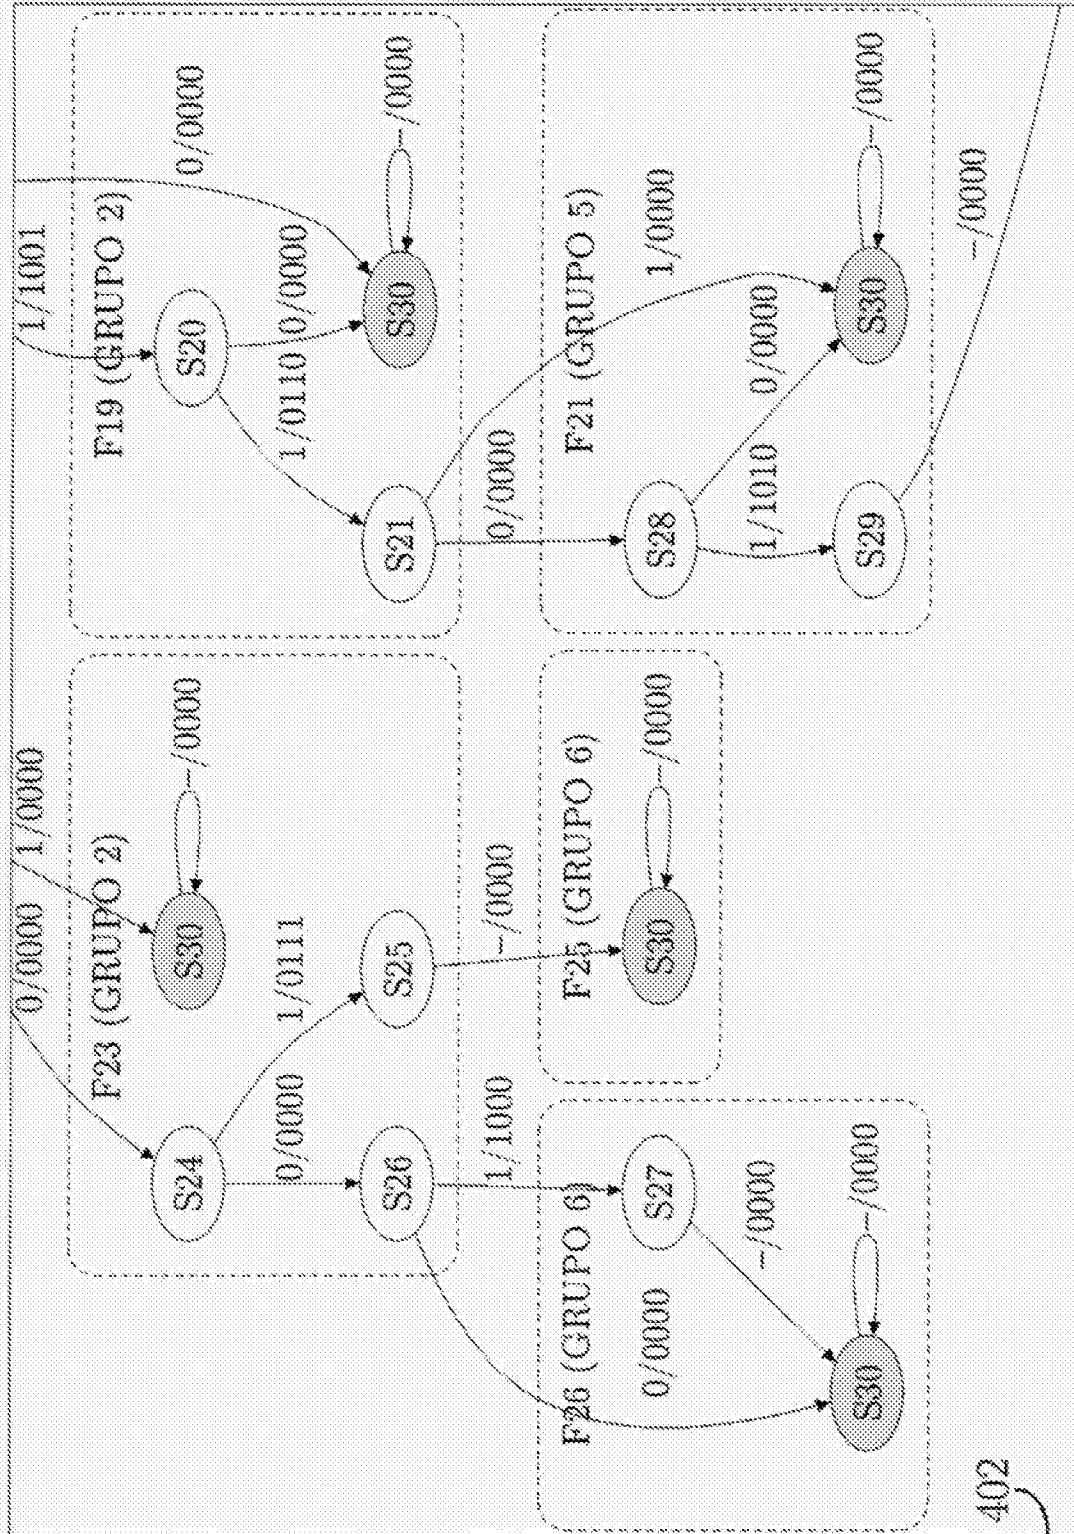 0/0000
1/0000
1/1001
F23 (GRUPO 2)
F19 (GRUPO 2)
0/0000
S24
S30
-/0000
S20
S30
-/0000
0/0000
1/0111
1/0110
0/0000
S26
S25
S21
1/1000
-/0000
0/0000
F26 (GRUPO 6)
F25 (GRUPO 6)
F21 (GRUPO 5)
0/0000
S27
S30
-/0000
S28
1/0000
-/0000
1/1010
0/0000
S30
-/0000
S29
S30
-/0000
-/0000
402